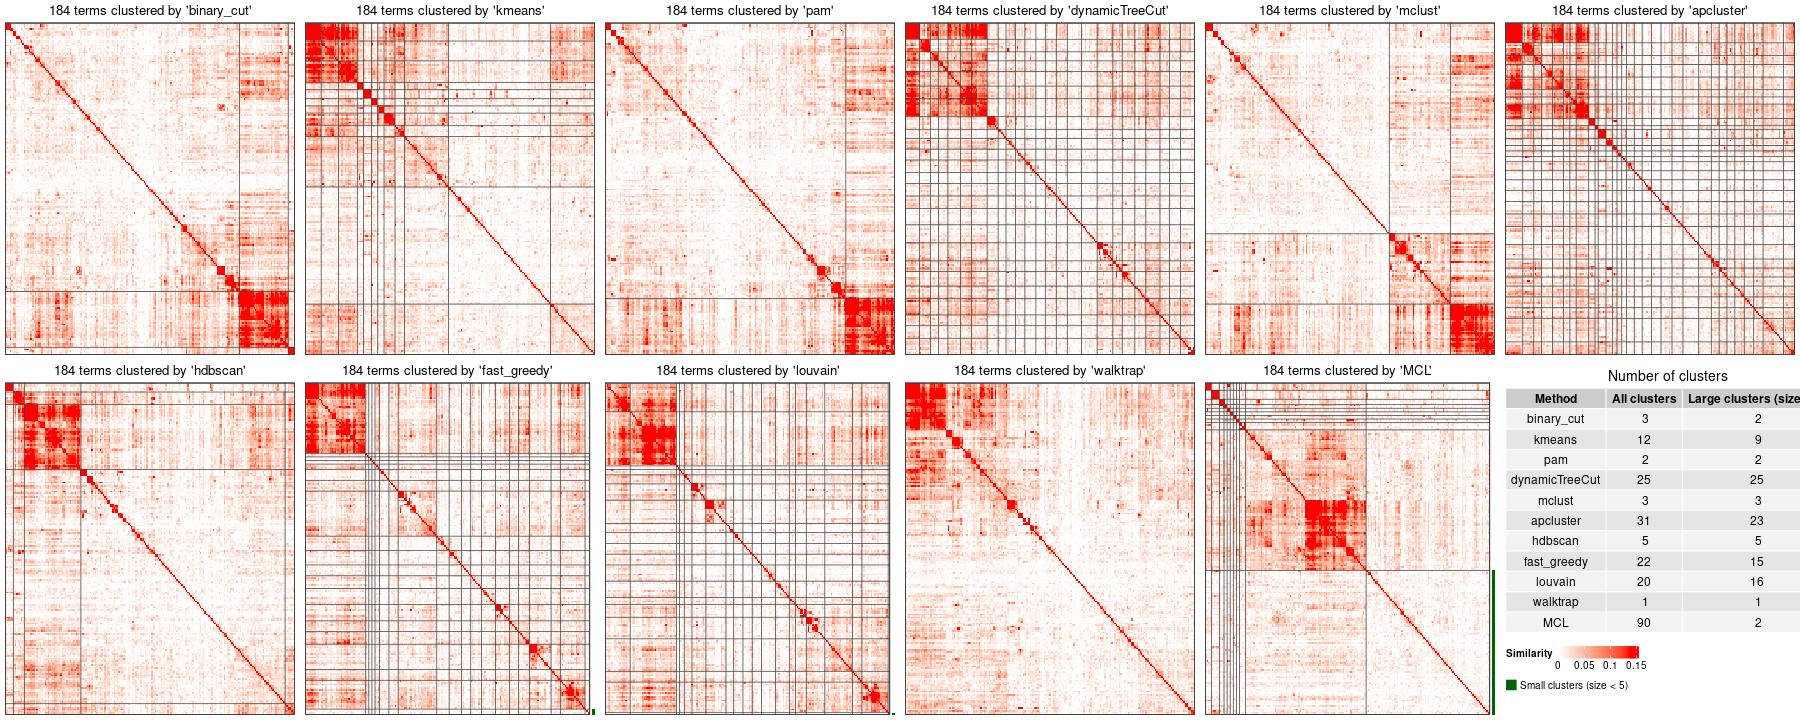 184 terms clustered by 'binary_cut'
184 terms clustered by 'kmeans'
184 terms clustered by 'pam'
184 terms clustered by 'dynamicTreeCut'
184 terms clustered by 'mclust'
184 terms clustered by 'apcluster'
184 terms clustered by 'hdbscan'
184 terms clustered by 'fast_greedy'
184 terms clustered by 'louvain'
184 terms clustered by 'walktrap'
184 terms clustered by 'MCL'
Number of clusters
Method All clusters Large clusters (size
binary_cut 3 2
kmeans 12 9
pam 2 2
dynamicTreeCut 25 25
mclust 3 3
apcluster 31 23
hdbscan 5 5
fast_greedy 22 15
louvain 20 16
walktrap 1 1
MCL 90 2
Similarity
0 0.05 0.1 0.15
Small clusters (size < 5)